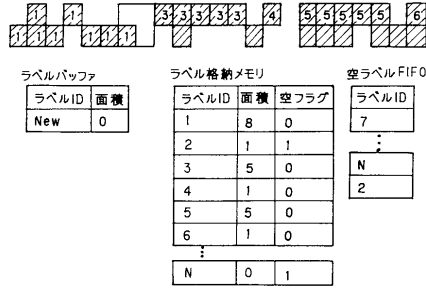 1 1 3 3 3 3 3 4 5 5 5 5 5 6
1 1 1 1 1 1
ラベルバッファ
ラベルID 面積
New 0
ラベル格納メモリ
ラベルID 面積 空フラグ
1 8 0
2 1 1
3 5 0
4 1 0
5 5 0
6 1 0
⋮
N 0 1
空ラベルFIFO
ラベルID
7
⋮
N
2